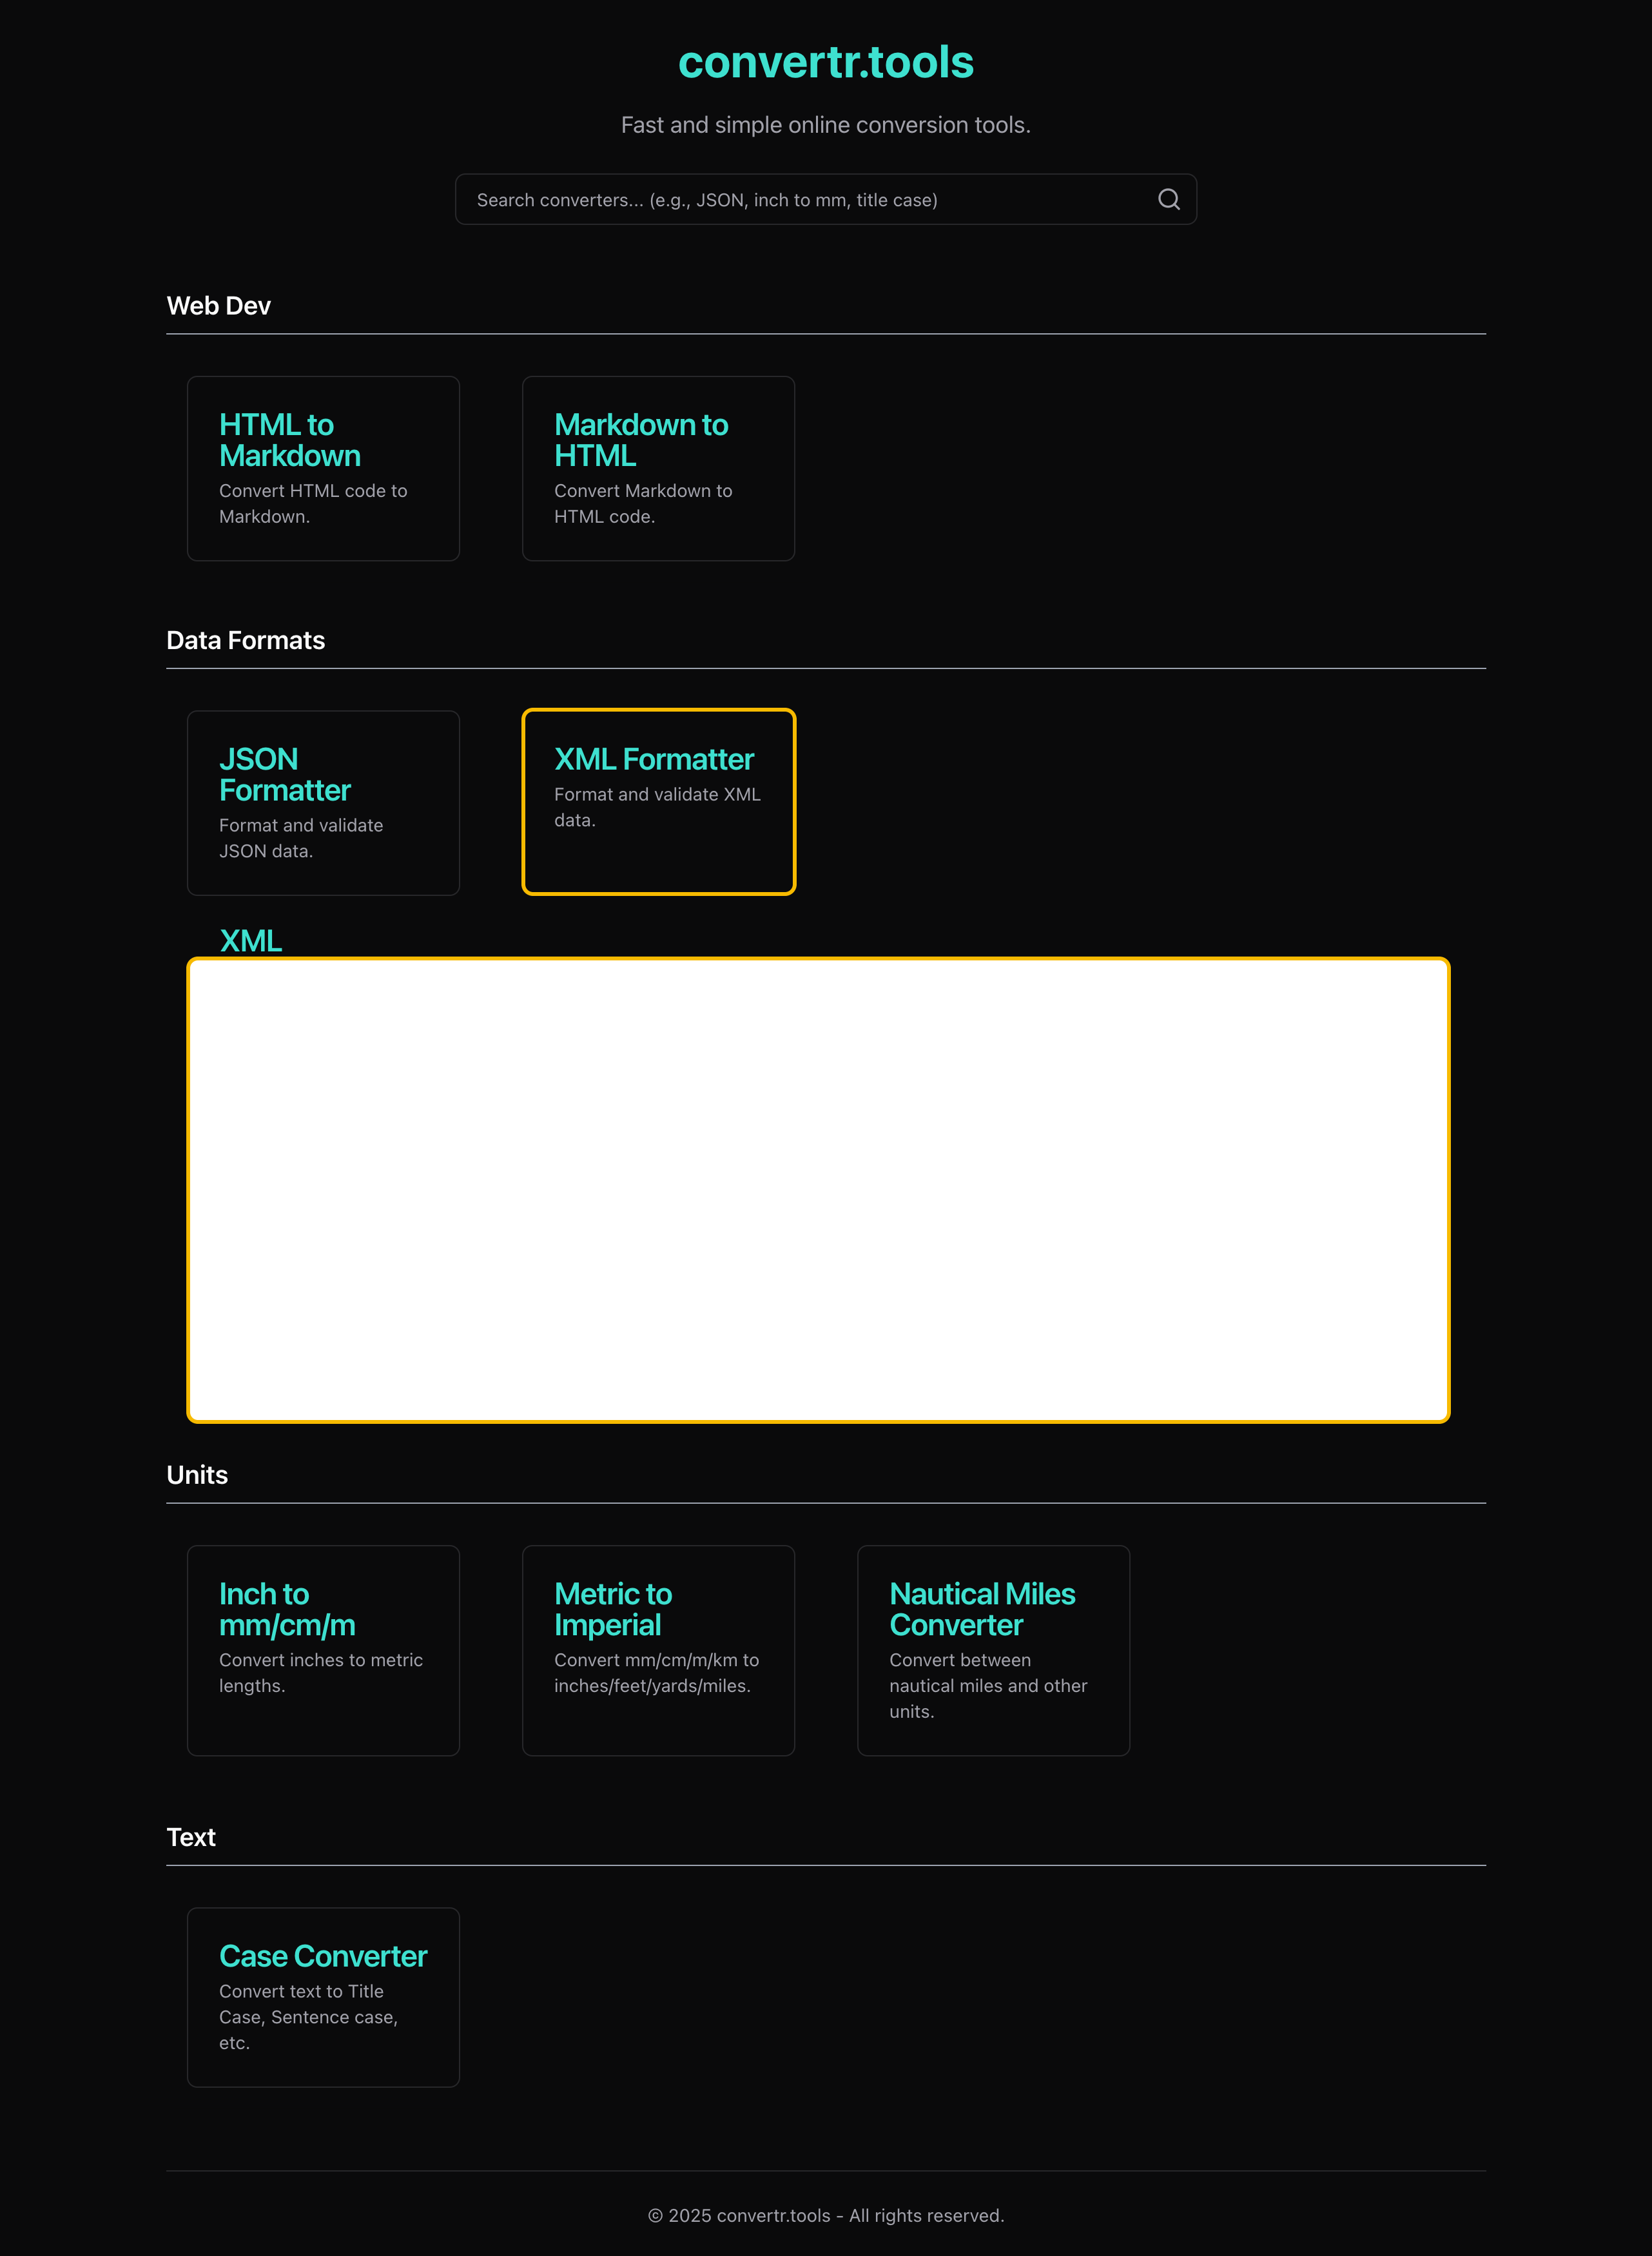 convertr.tools
Fast and simple online conversion tools.
Search converters... (e.g., JSON, inch to mm, title case)
Web Dev
HTML to
Markdown
Convert HTML code to
Markdown.
Markdown to
HTML
Convert Markdown to
HTML code.
Data Formats
JSON
Formatter
Format and validate
JSON data.
XML Formatter
Format and validate XML
data.
XML
Units
Inch to
mm/cm/m
Convert inches to metric
lengths.
Metric to
Imperial
Convert mm/cm/m/km to
inches/feet/yards/miles.
Nautical Miles
Converter
Convert between
nautical miles and other
units.
Text
Case Converter
Convert text to Title
Case, Sentence case,
etc.
© 2025 convertr.tools - All rights reserved.